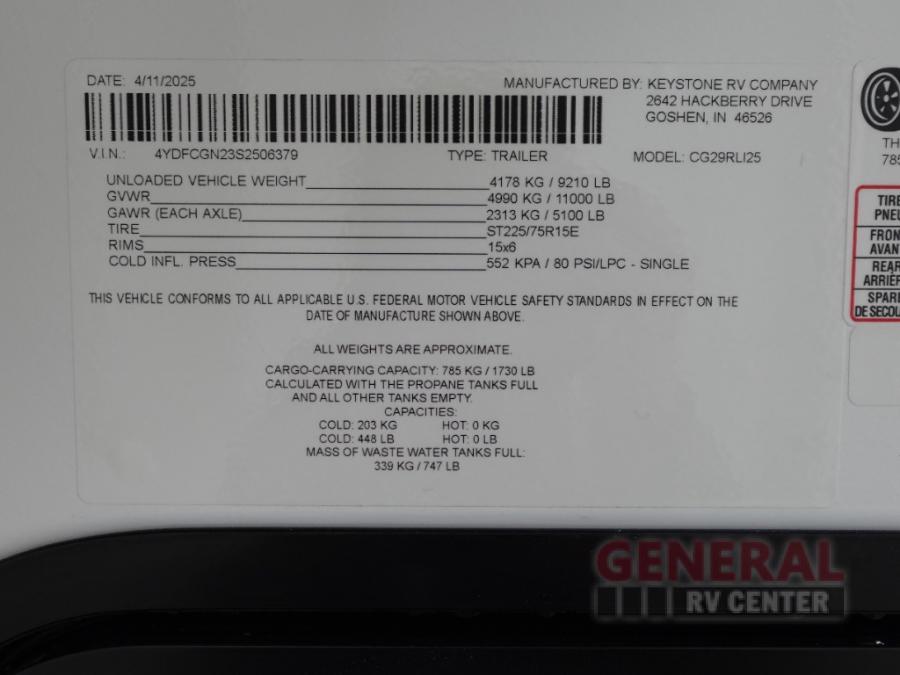 DATE: 4/11/2025
MANUFACTURED BY: KEYSTONE RV COMPANY
2642 HACKBERRY DRIVE
GOSHEN, IN 46526
V.I.N.: 4YDFCGN23S2506379 TYPE: TRAILER MODEL: CG29RLI25
UNLOADED VEHICLE WEIGHT 4178 KG / 9210 LB
GVWR 4990 KG / 11000 LB
GAWR (EACH AXLE) 2313 KG / 5100 LB
TIRE ST225/75R15E
RIMS 15x6
COLD INFL. PRESS 552 KPA / 80 PSI/LPC - SINGLE
THIS VEHICLE CONFORMS TO ALL APPLICABLE U.S. FEDERAL MOTOR VEHICLE SAFETY STANDARDS IN EFFECT ON THE
DATE OF MANUFACTURE SHOWN ABOVE.
ALL WEIGHTS ARE APPROXIMATE.
CARGO-CARRYING CAPACITY: 785 KG / 1730 LB
CALCULATED WITH THE PROPANE TANKS FULL
AND ALL OTHER TANKS EMPTY.
CAPACITIES:
COLD: 203 KG HOT: 0 KG
COLD: 448 LB HOT: 0 LB
MASS OF WASTE WATER TANKS FULL:
339 KG / 747 LB
TH
785
TIRE
PNEU
FRON
AVAN
REAR
ARRIÈR
SPARE
DE SECOU
GENERAL
RV CENTER